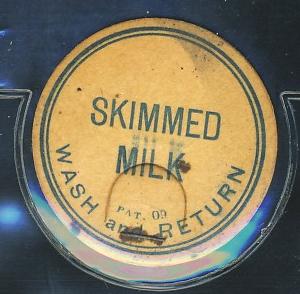 SKIMMED
MILK
PAT. 09
WASH and RETURN